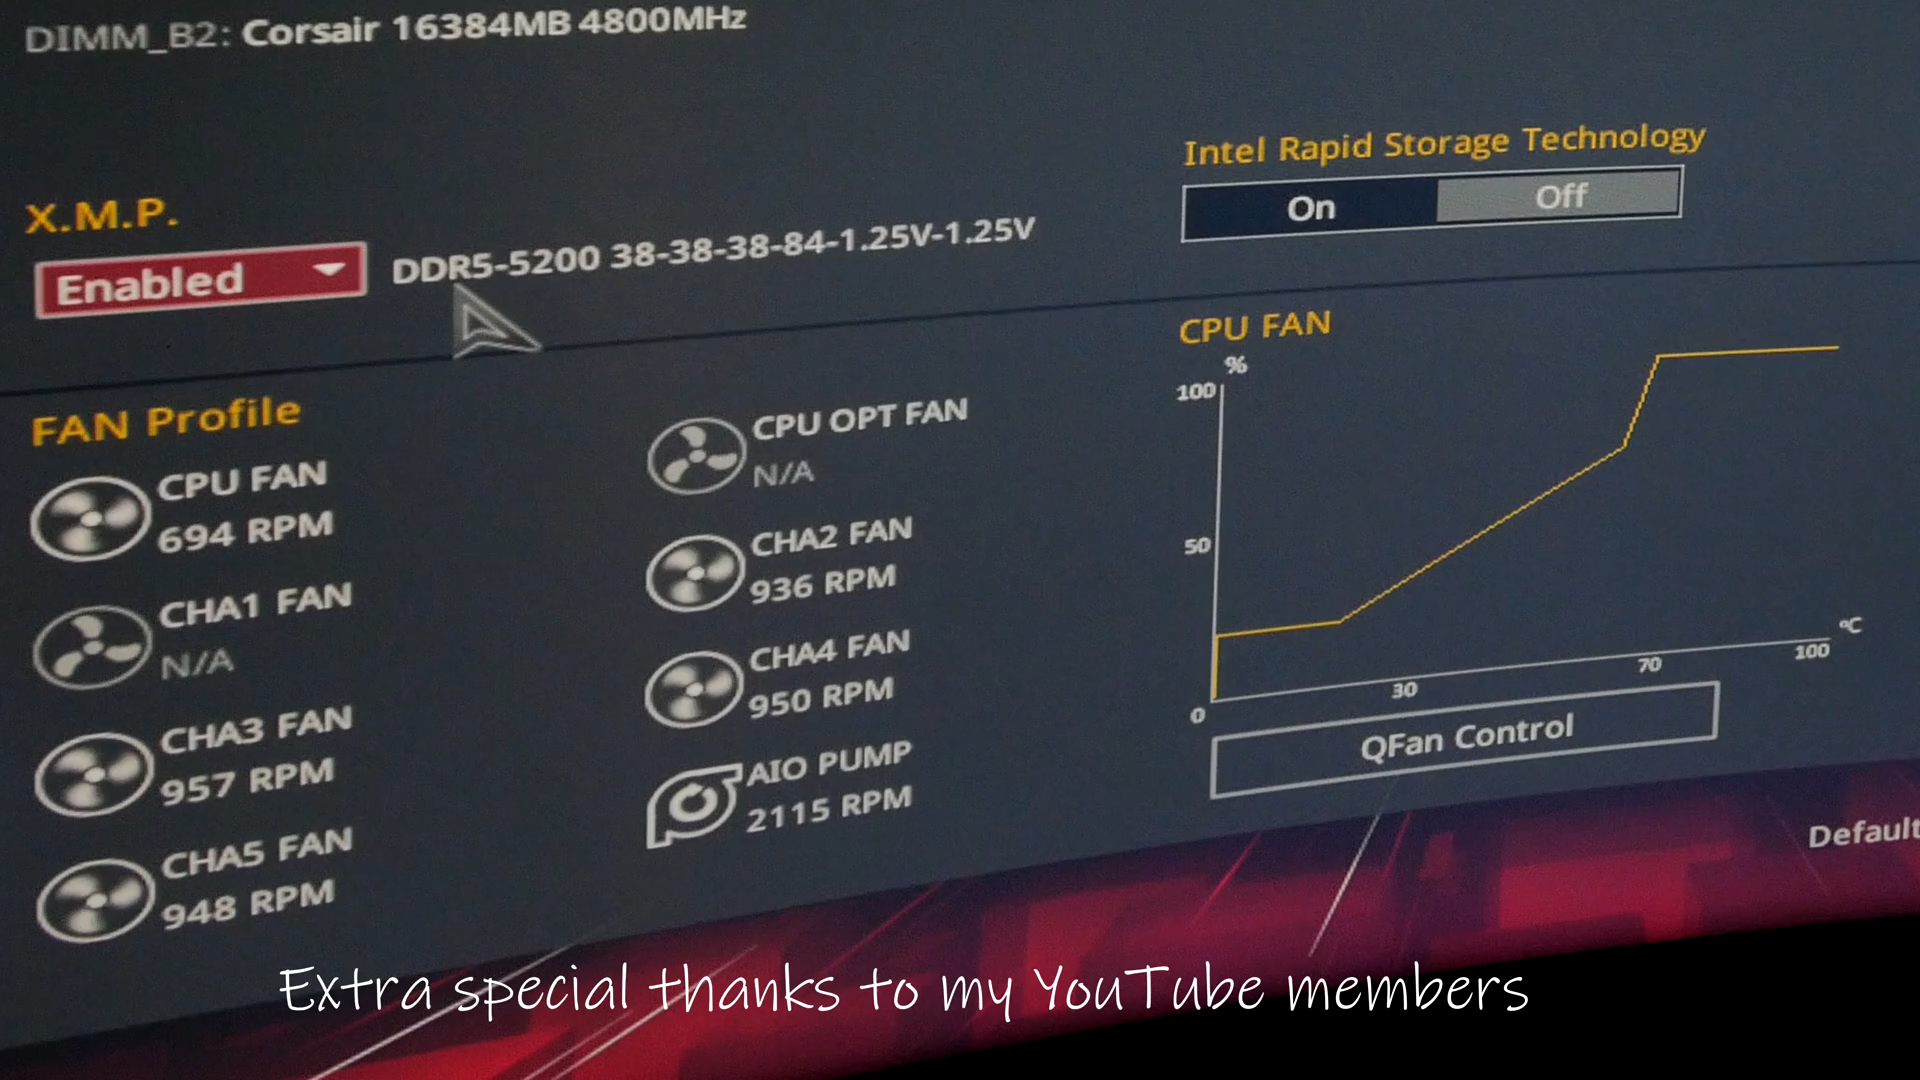 DIMM_B2: Corsair 16384MB 4800MHz
X.M.P.
Enabled
DDR5-5200 38-38-38-84-1.25V-1.25V
Intel Rapid Storage Technology
On
Off
FAN Profile
CPU FAN
694 RPM
CPU OPT FAN
N/A
CHA1 FAN
N/A
CHA2 FAN
936 RPM
CHA3 FAN
957 RPM
CHA4 FAN
950 RPM
CHA5 FAN
948 RPM
AIO PUMP
2115 RPM
CPU FAN
%
100
50
0
30
70
100
°C
QFan Control
Default
Extra special thanks to my YouTube members